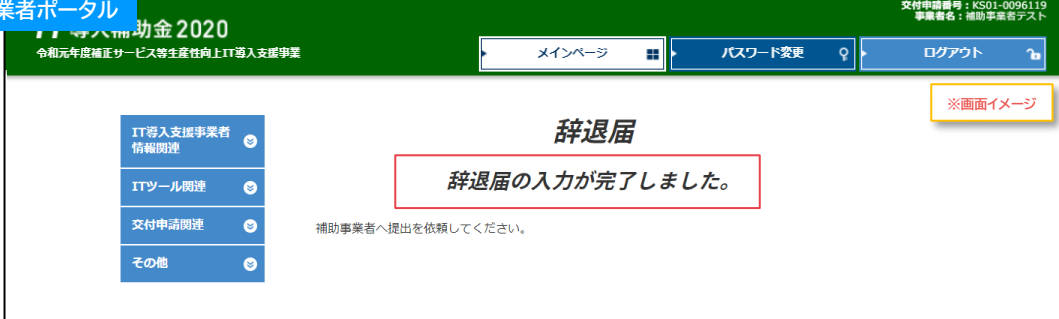 業者ポータル
IT導入補助金2020
令和元年度補正サービス等生産性向上IT導入支援事業
交付申請番号：KS01-0096119
事業者名：補助事業者テスト
メインページ
パスワード変更
ログアウト
※画面イメージ
IT導入支援事業者
情報関連
ITツール関連
交付申請関連
その他
辞退届
辞退届の入力が完了しました。
補助事業者へ提出を依頼してください。